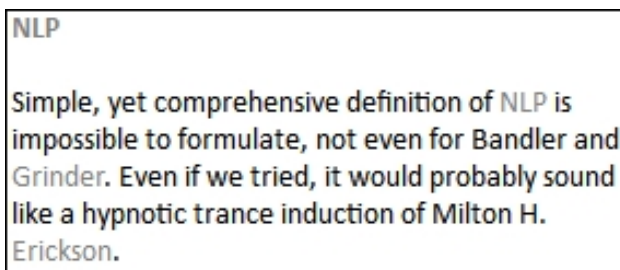 NLP
Simple, yet comprehensive definition of NLP is
impossible to formulate, not even for Bandler and
Grinder. Even if we tried, it would probably sound
like a hypnotic trance induction of Milton H.
Erickson.